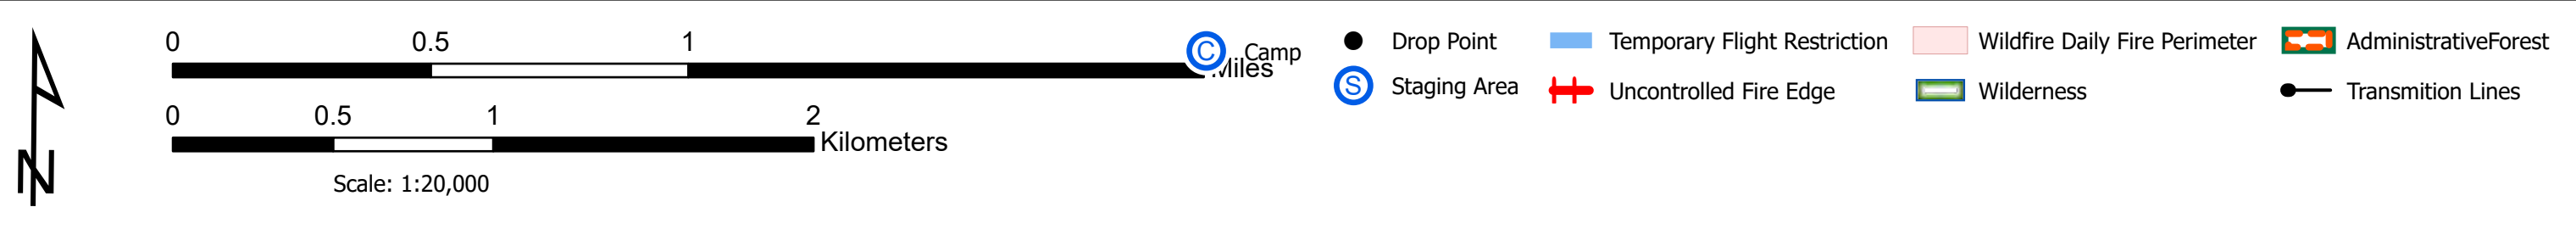 0 0.5 1
Miles
0 0.5 1 2
Kilometers
Scale: 1:20,000
N
C Camp
Drop Point
S Staging Area
Temporary Flight Restriction
Uncontrolled Fire Edge
Wildfire Daily Fire Perimeter
Wilderness
AdministrativeForest
Transmition Lines